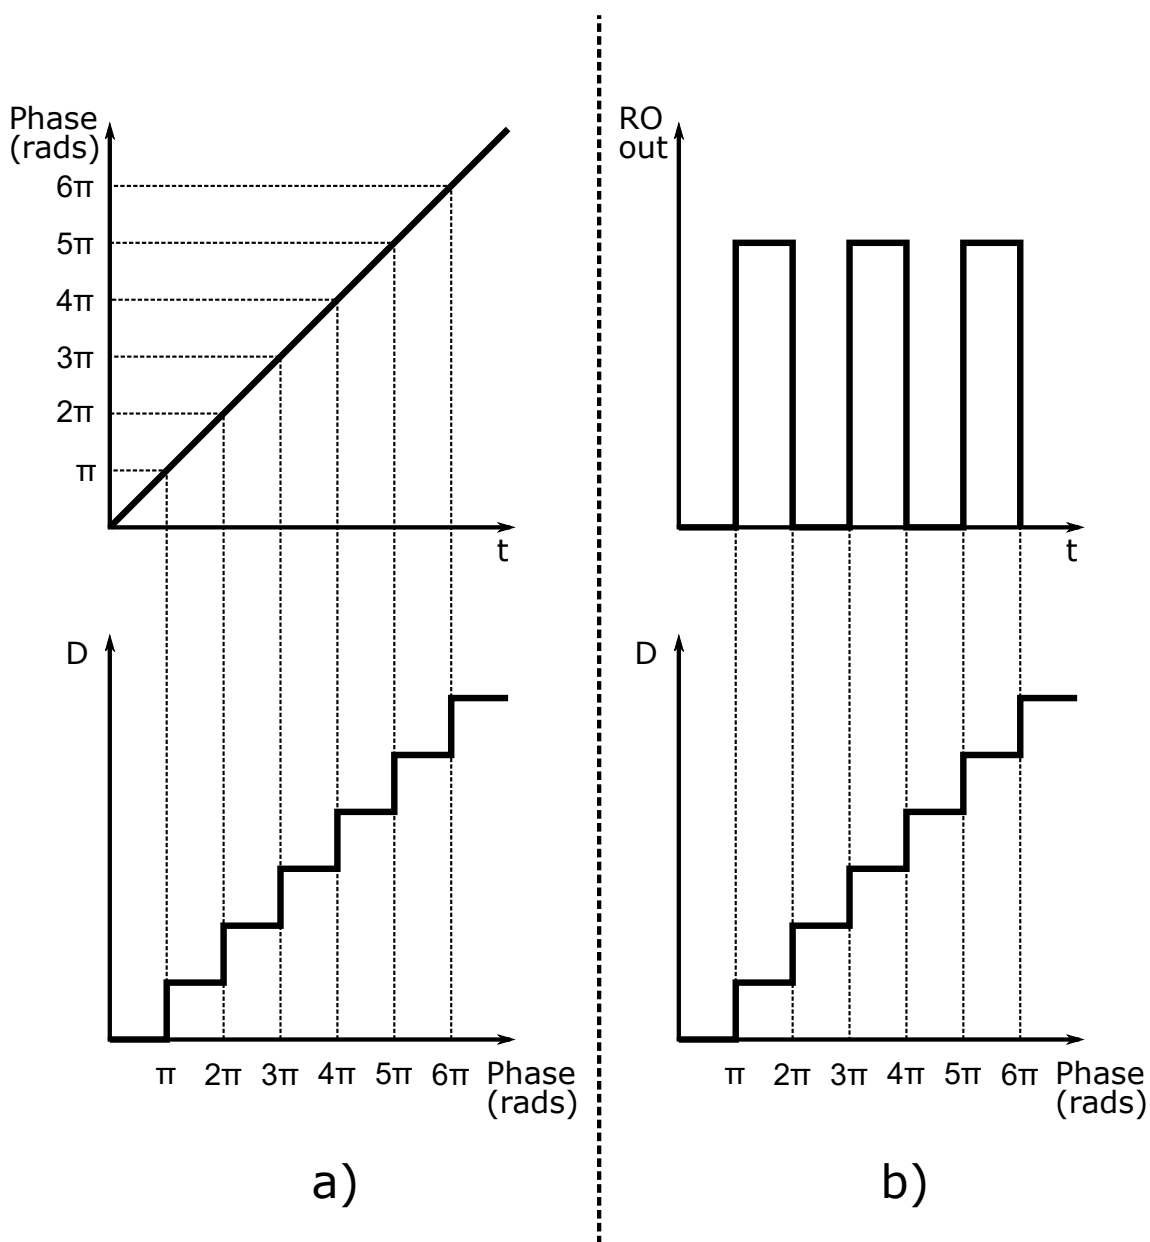 Phase
(rads)
6π
5π
4π
3π
2π
π
t
D
π 2π 3π 4π 5π 6π Phase
(rads)
a)
RO
out
t
D
π 2π 3π 4π 5π 6π Phase
(rads)
b)